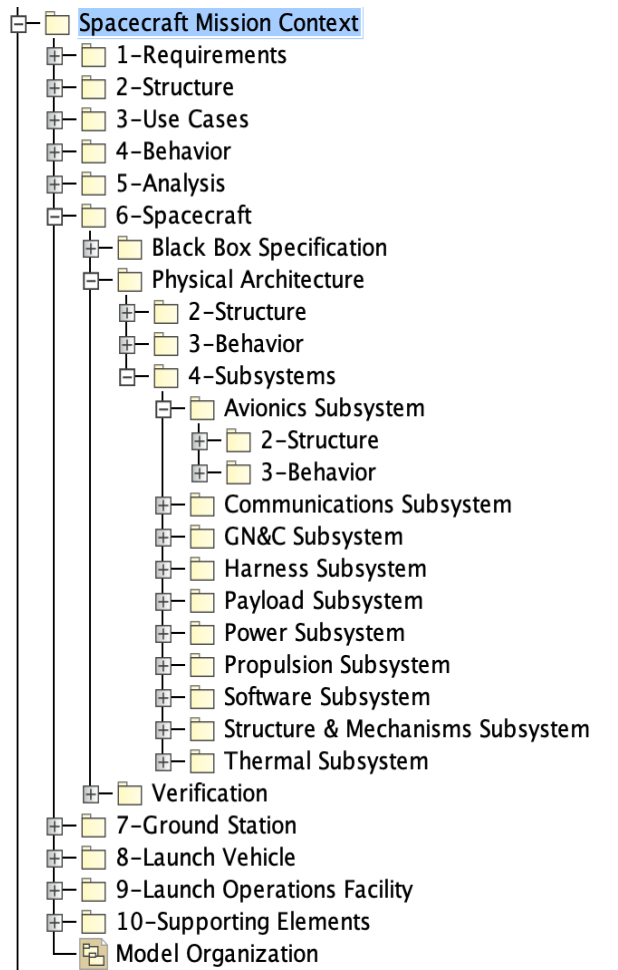 Spacecraft Mission Context
1-Requirements
2-Structure
3-Use Cases
4-Behavior
5-Analysis
6-Spacecraft
Black Box Specification
Physical Architecture
2-Structure
3-Behavior
4-Subsystems
Avionics Subsystem
2-Structure
3-Behavior
Communications Subsystem
GN&C Subsystem
Harness Subsystem
Payload Subsystem
Power Subsystem
Propulsion Subsystem
Software Subsystem
Structure & Mechanisms Subsystem
Thermal Subsystem
Verification
7-Ground Station
8-Launch Vehicle
9-Launch Operations Facility
10-Supporting Elements
Model Organization